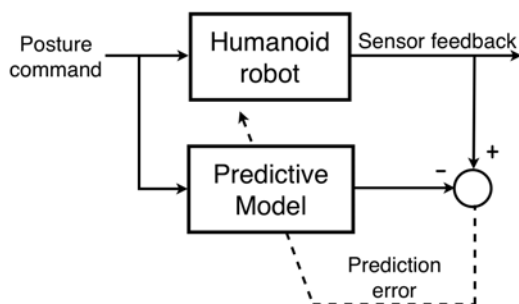 Posture
command
Humanoid
robot
Sensor feedback
+
-
Predictive
Model
Prediction
error